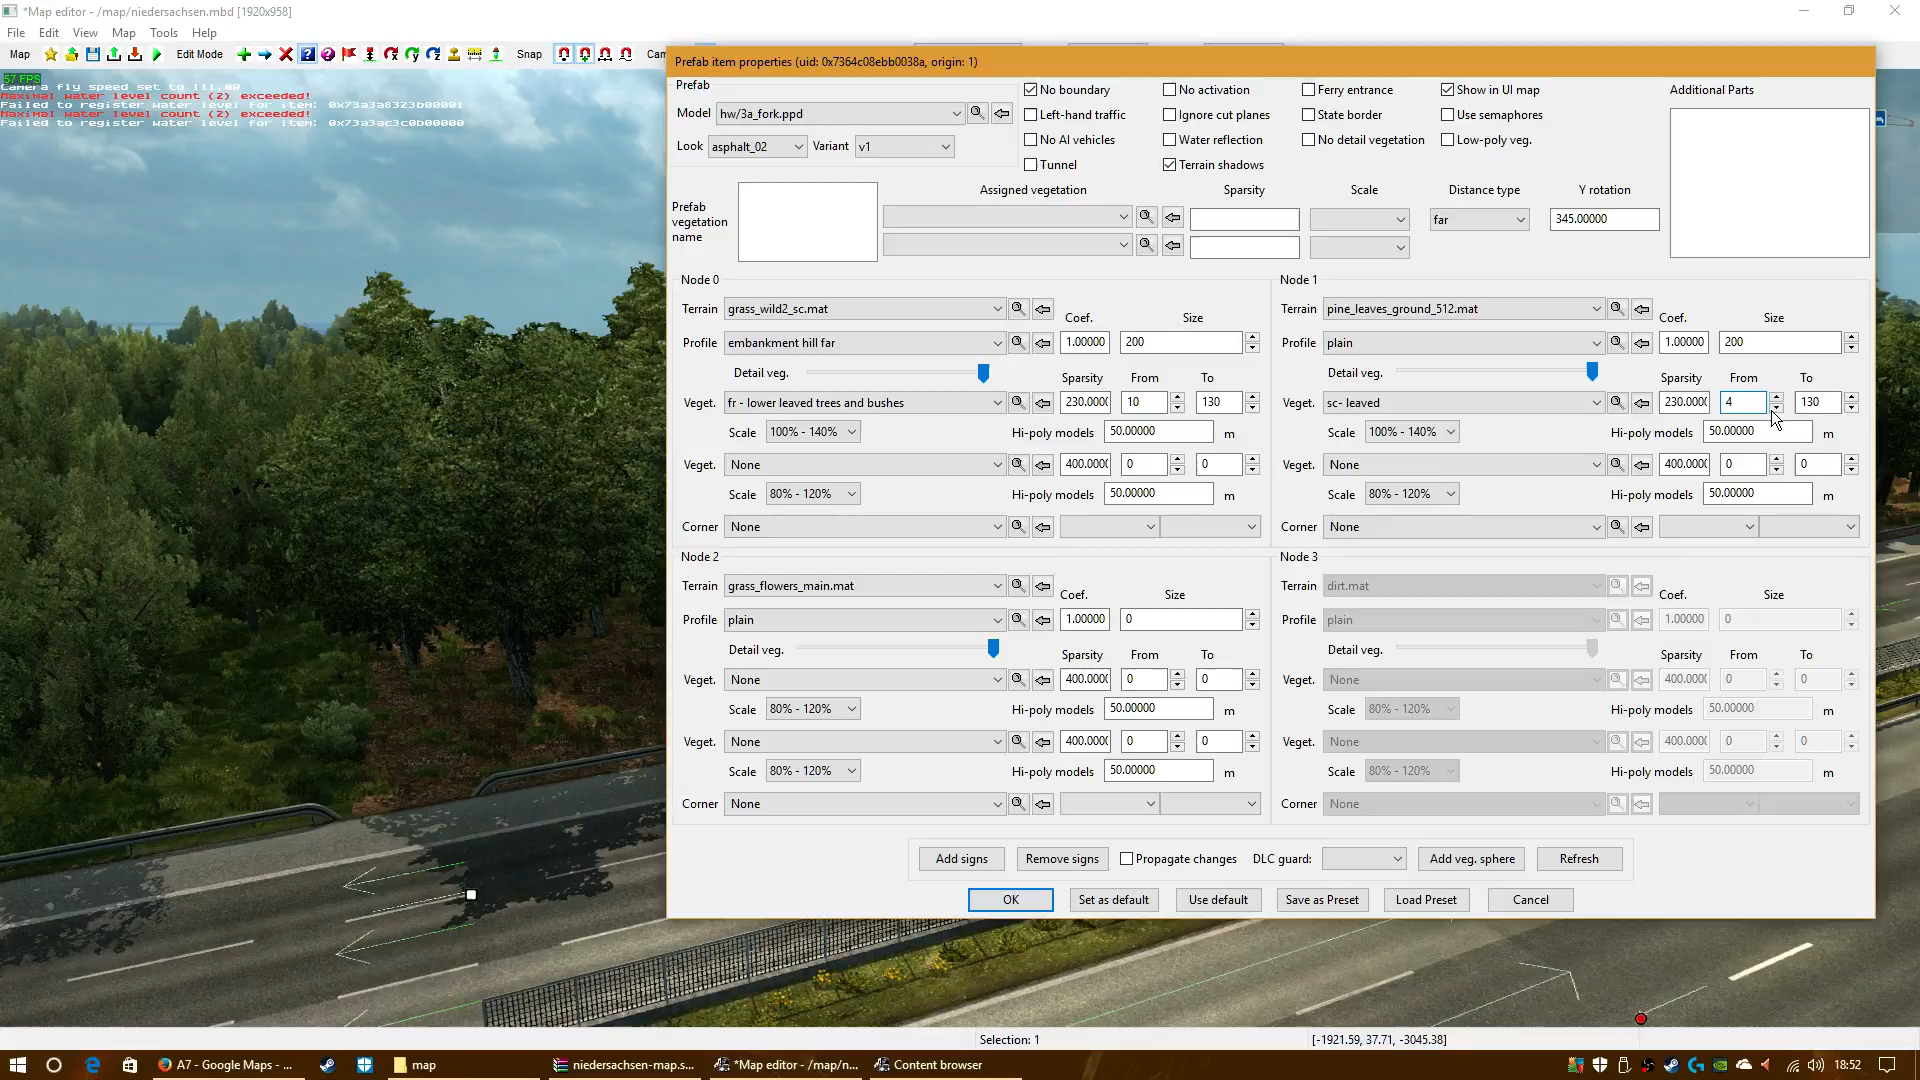 *Map editor - /map/niedersachsen.mbd [1920x958]
File Edit View Map Tools Help
Map Edit Mode Snap Cam
57 FPS
Camera fly speed set to 111.00
Maximal water level count (2) exceeded!
Failed to register water level for item: 0x73a3a8323b00001
Maximal water level count (2) exceeded!
Failed to register water level for item: 0x73a3ac3c0b00000
Prefab item properties (uid: 0x7364c08ebb0038a, origin: 1)
Prefab
Model hw/3a_fork.ppd
Look asphalt_02 Variant v1
No boundary No activation Ferry entrance Show in UI map
Left-hand traffic Ignore cut planes State border Use semaphores
No AI vehicles Water reflection No detail vegetation Low-poly veg.
Tunnel Terrain shadows
Additional Parts
Prefab vegetation name
Assigned vegetation Sparsity Scale Distance type Y rotation
far 345.00000
Node 0
Terrain grass_wild2_sc.mat Coef. Size
Profile embankment hill far 1.00000 200
Detail veg. Sparsity From To
Veget. fr - lower leaved trees and bushes 230.0000 10 130
Scale 100% - 140% Hi-poly models 50.00000 m
Veget. None 400.0000 0 0
Scale 80% - 120% Hi-poly models 50.00000 m
Corner None
Node 1
Terrain pine_leaves_ground_512.mat Coef. Size
Profile plain 1.00000 200
Detail veg. Sparsity From To
Veget. sc- leaved 230.0000 4 130
Scale 100% - 140% Hi-poly models 50.00000 m
Veget. None 400.0000 0 0
Scale 80% - 120% Hi-poly models 50.00000 m
Corner None
Node 2
Terrain grass_flowers_main.mat Coef. Size
Profile plain 1.00000 0
Detail veg. Sparsity From To
Veget. None 400.0000 0 0
Scale 80% - 120% Hi-poly models 50.00000 m
Veget. None 400.0000 0 0
Scale 80% - 120% Hi-poly models 50.00000 m
Corner None
Node 3
Terrain dirt.mat Coef. Size
Profile plain 1.00000 0
Detail veg. Sparsity From To
Veget. None 400.0000 0 0
Scale 80% - 120% Hi-poly models 50.00000 m
Veget. None 400.0000 0 0
Scale 80% - 120% Hi-poly models 50.00000 m
Corner None
Add signs Remove signs Propagate changes DLC guard: Add veg. sphere Refresh
OK Set as default Use default Save as Preset Load Preset Cancel
Selection: 1 [-1921.59, 37.71, -3045.38]
A7 - Google Maps - ... map niedersachsen-map.s... *Map editor - /map/n... Content browser 18:52